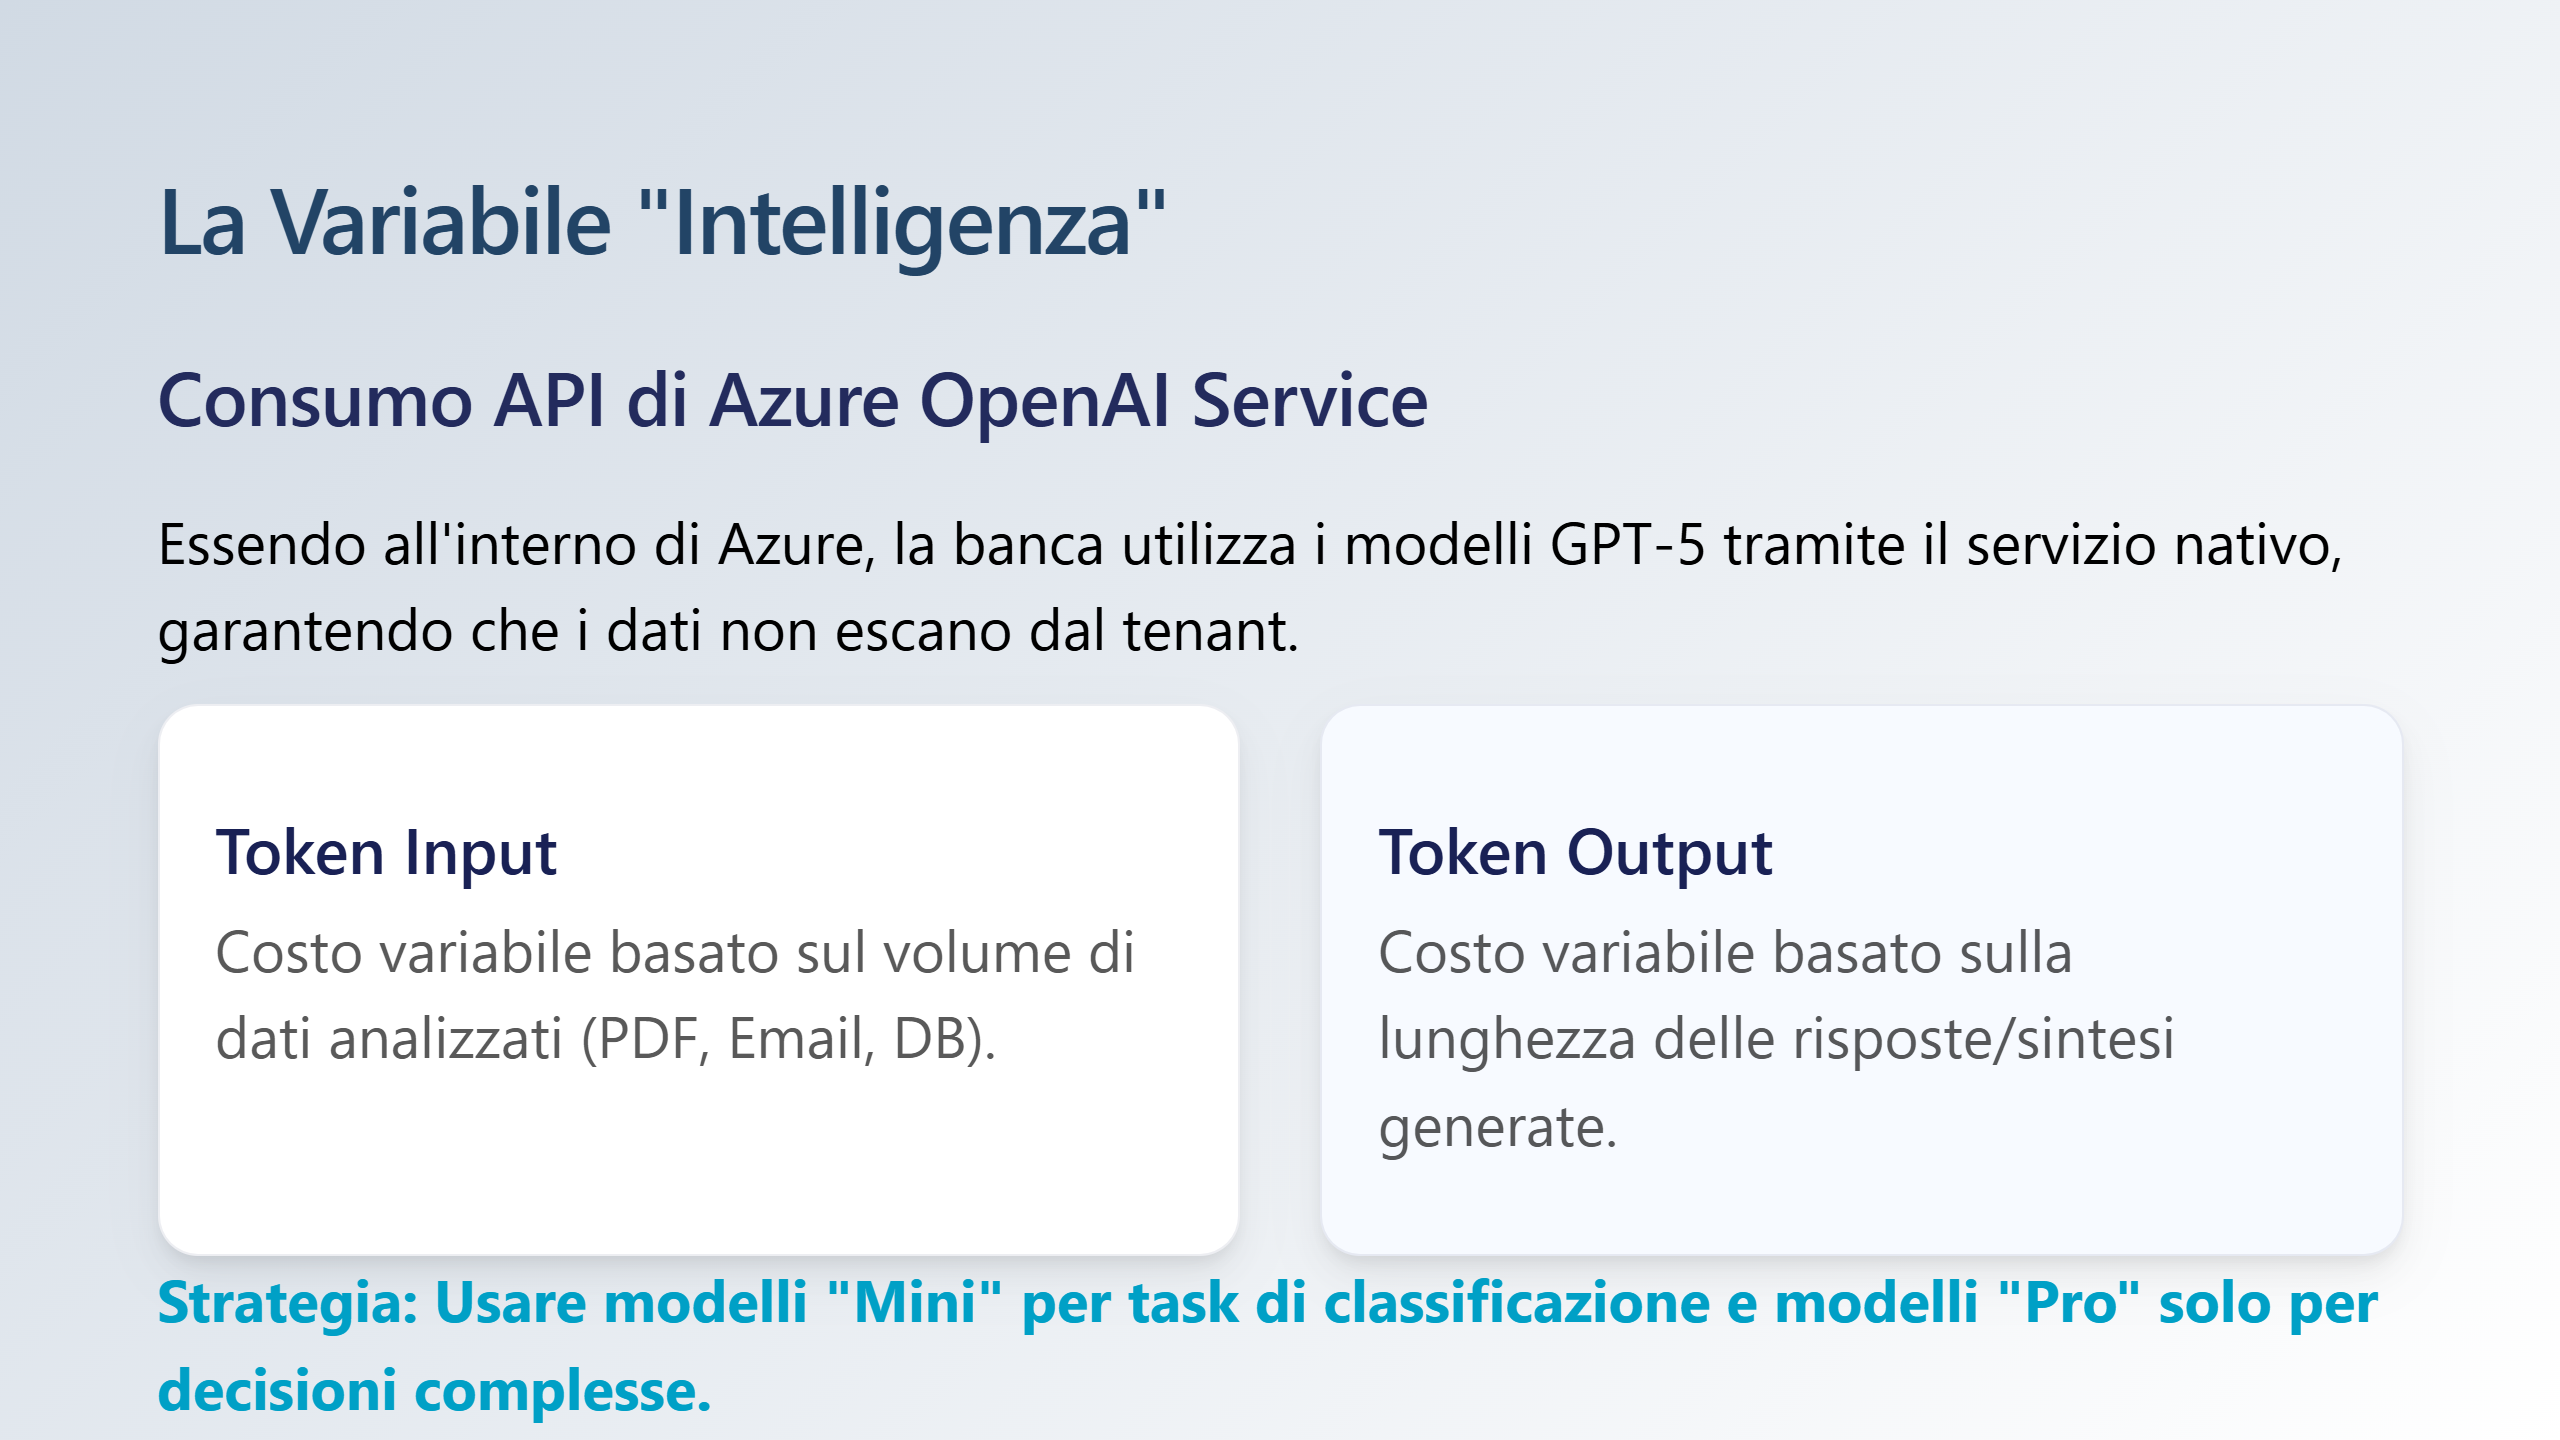 La Variabile "Intelligenza"
Consumo API di Azure OpenAI Service
Essendo all'interno di Azure, la banca utilizza i modelli GPT-5 tramite il servizio nativo,
garantendo che i dati non escano dal tenant.
Token Input
Costo variabile basato sul volume di
dati analizzati (PDF, Email, DB).
Token Output
Costo variabile basato sulla
lunghezza delle risposte/sintesi
generate.
Strategia: Usare modelli "Mini" per task di classificazione e modelli "Pro" solo per
decisioni complesse.